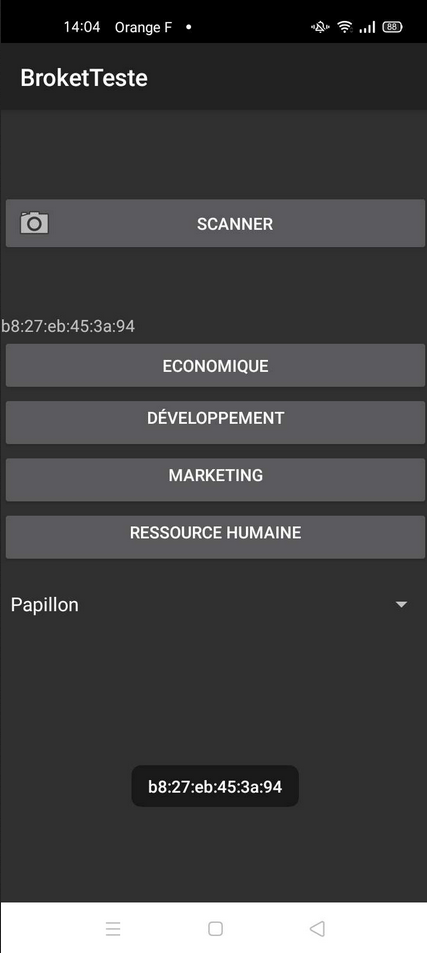 14:04 Orange F
88
BroketTeste
SCANNER
b8:27:eb:45:3a:94
ECONOMIQUE
DÉVELOPPEMENT
MARKETING
RESSOURCE HUMAINE
Papillon
b8:27:eb:45:3a:94